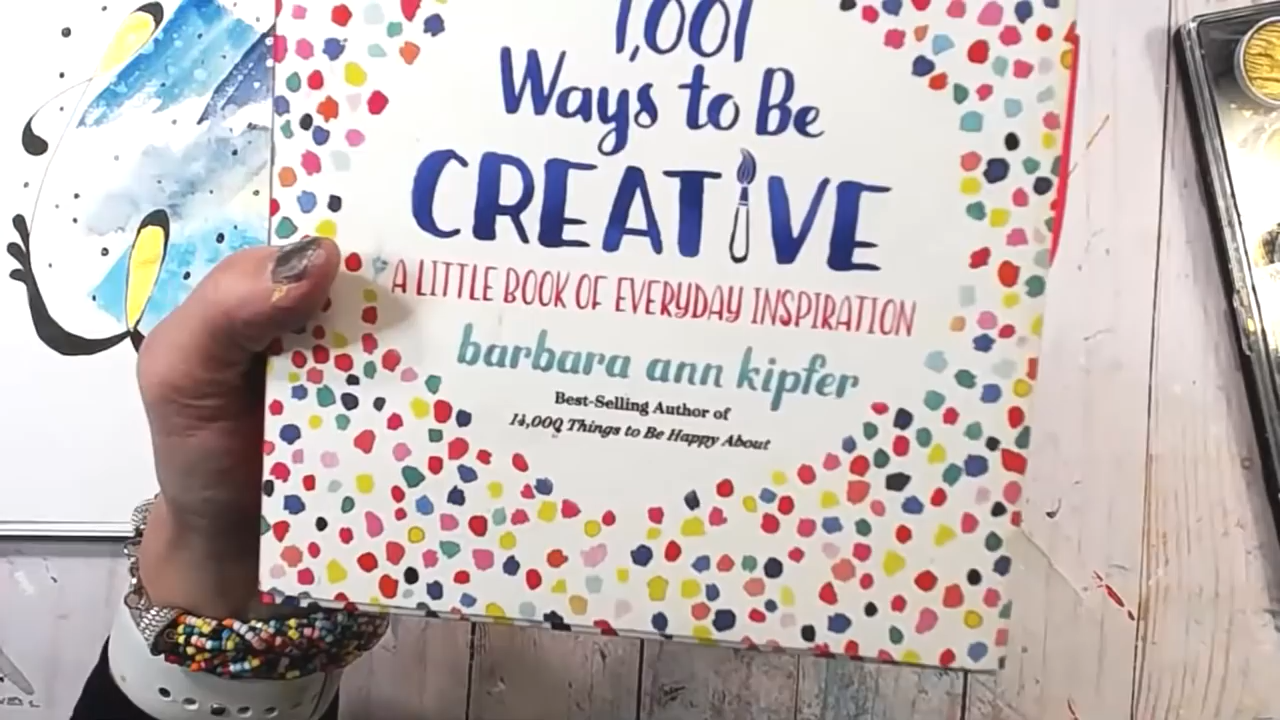 1,001
Ways to Be
CREATIVE
A LITTLE BOOK OF EVERYDAY INSPIRATION
barbara ann kipfer
Best-Selling Author of
14,000 Things to Be Happy About